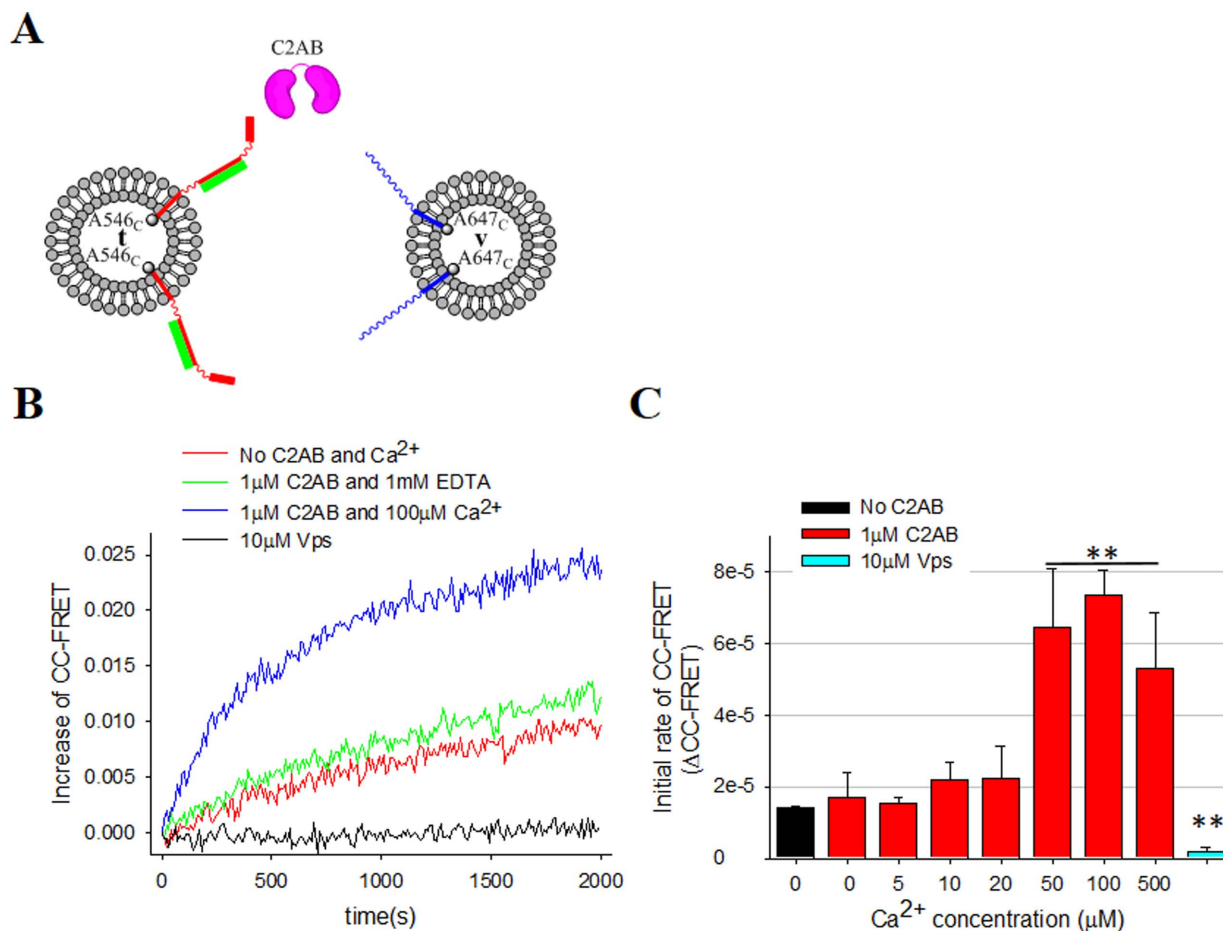 A
C2AB
A546C
t
A546C
A647C
v
A647C
B
No C2AB and Ca2+
1μM C2AB and 1mM EDTA
1μM C2AB and 100μM Ca2+
10μM Vps
Increase of CC-FRET
0.025
0.020
0.015
0.010
0.005
0.000
0 500 1000 1500 2000
time(s)
C
No C2AB
1μM C2AB
10μM Vps
Initial rate of CC-FRET
(ΔCC-FRET)
8e-5
6e-5
4e-5
2e-5
0
**
**
0 0 5 10 20 50 100 500
Ca2+ concentration (μM)